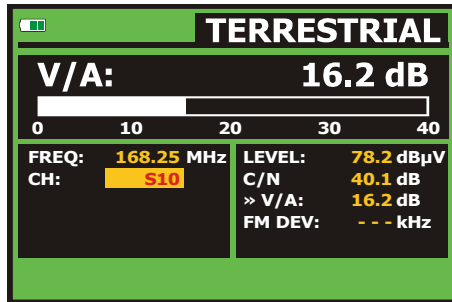 TERRESTRIAL
V/A: 16.2 dB
0 10 20 30 40
FREQ: 168.25 MHz
CH: S10
LEVEL: 78.2 dBµV
C/N 40.1 dB
» V/A: 16.2 dB
FM DEV: - - - kHz